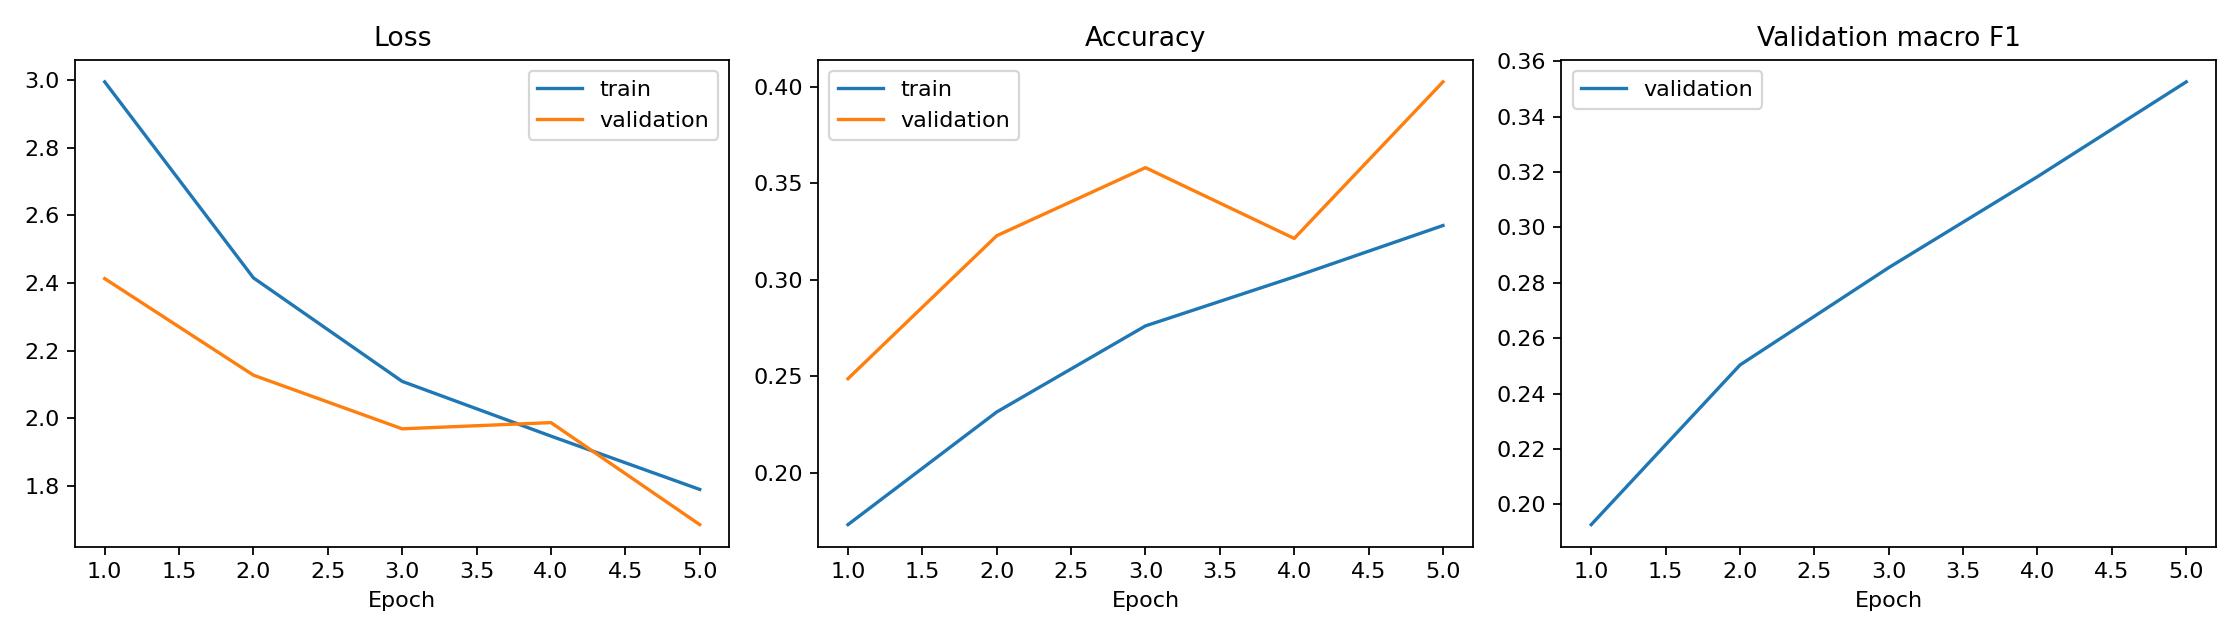 Loss
3.0
2.8
2.6
2.4
2.2
2.0
1.8
train
validation
1.0 1.5 2.0 2.5 3.0 3.5 4.0 4.5 5.0
Epoch
Accuracy
0.40
0.35
0.30
0.25
0.20
train
validation
1.0 1.5 2.0 2.5 3.0 3.5 4.0 4.5 5.0
Epoch
Validation macro F1
0.36
0.34
0.32
0.30
0.28
0.26
0.24
0.22
0.20
validation
1.0 1.5 2.0 2.5 3.0 3.5 4.0 4.5 5.0
Epoch